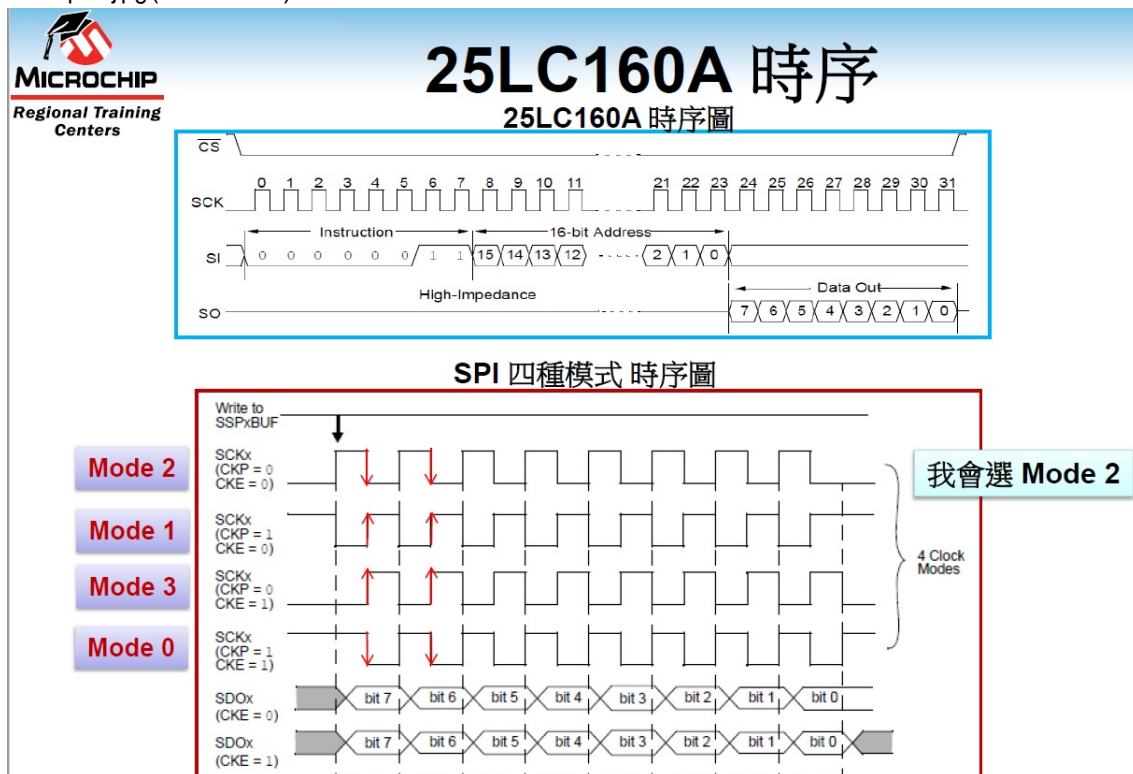 MICROCHIP
Regional Training
Centers
25LC160A 時序
25LC160A 時序圖
CS
SCK
0 1 2 3 4 5 6 7 8 9 10 11 21 22 23 24 25 26 27 28 29 30 31
Instruction
16-bit Address
SI
0 0 0 0 0 0 1 1 15 14 13 12 2 1 0
Data Out
High-Impedance
SO
7 6 5 4 3 2 1 0
SPI 四種模式 時序圖
Write to
SSPxBUF
Mode 2
SCKx
(CKP = 0
CKE = 0)
我會選 Mode 2
Mode 1
SCKx
(CKP = 1
CKE = 0)
4 Clock
Modes
Mode 3
SCKx
(CKP = 0
CKE = 1)
Mode 0
SCKx
(CKP = 1
CKE = 1)
SDOx
(CKE = 0)
bit 7 bit 6 bit 5 bit 4 bit 3 bit 2 bit 1 bit 0
SDOx
(CKE = 1)
bit 7 bit 6 bit 5 bit 4 bit 3 bit 2 bit 1 bit 0